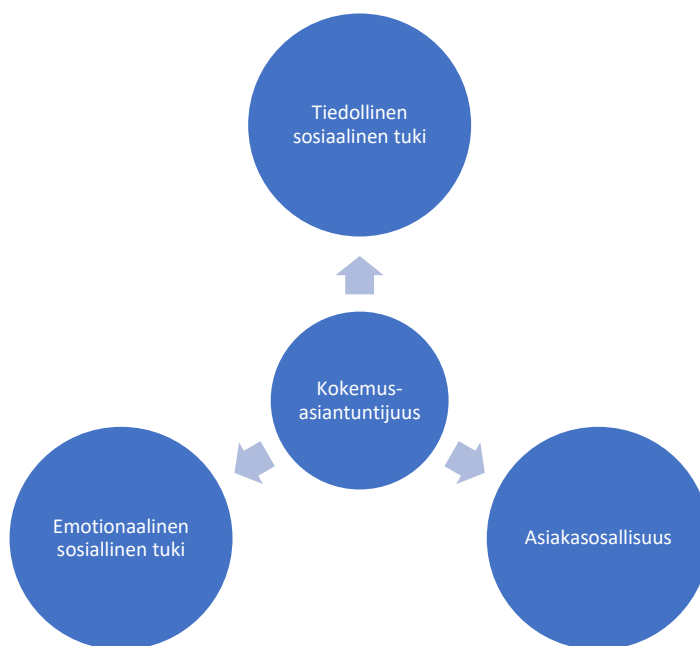 Tiedollinen
sosiaalinen tuki
Kokemus-
asiantuntijuus
Emotionaalinen
sosiallinen tuki
Asiakasosallisuus